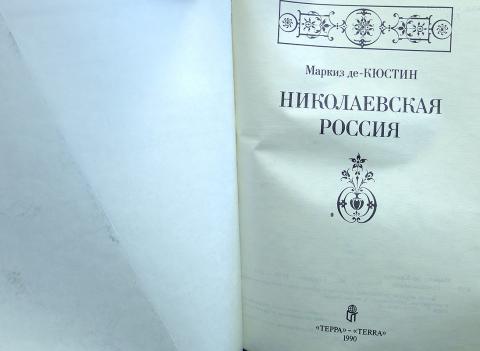 Маркиз де-КЮСТИН
НИКОЛАЕВСКАЯ
РОССИЯ
«ТЕРРА» – «TERRA»
1990